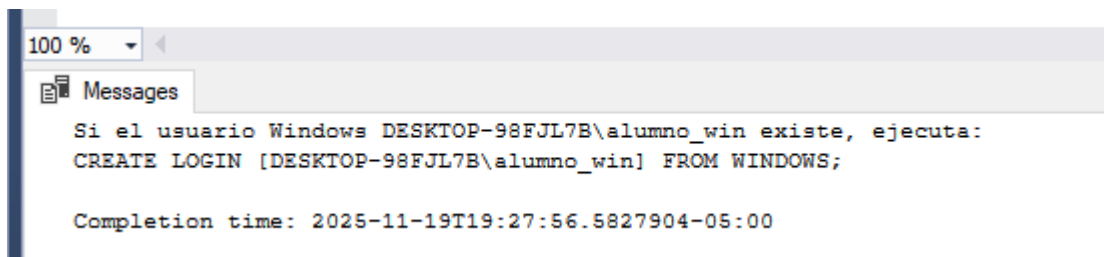 100 %
Messages
Si el usuario Windows DESKTOP-98FJL7B\alumno_win existe, ejecuta:
CREATE LOGIN [DESKTOP-98FJL7B\alumno_win] FROM WINDOWS;
Completion time: 2025-11-19T19:27:56.5827904-05:00